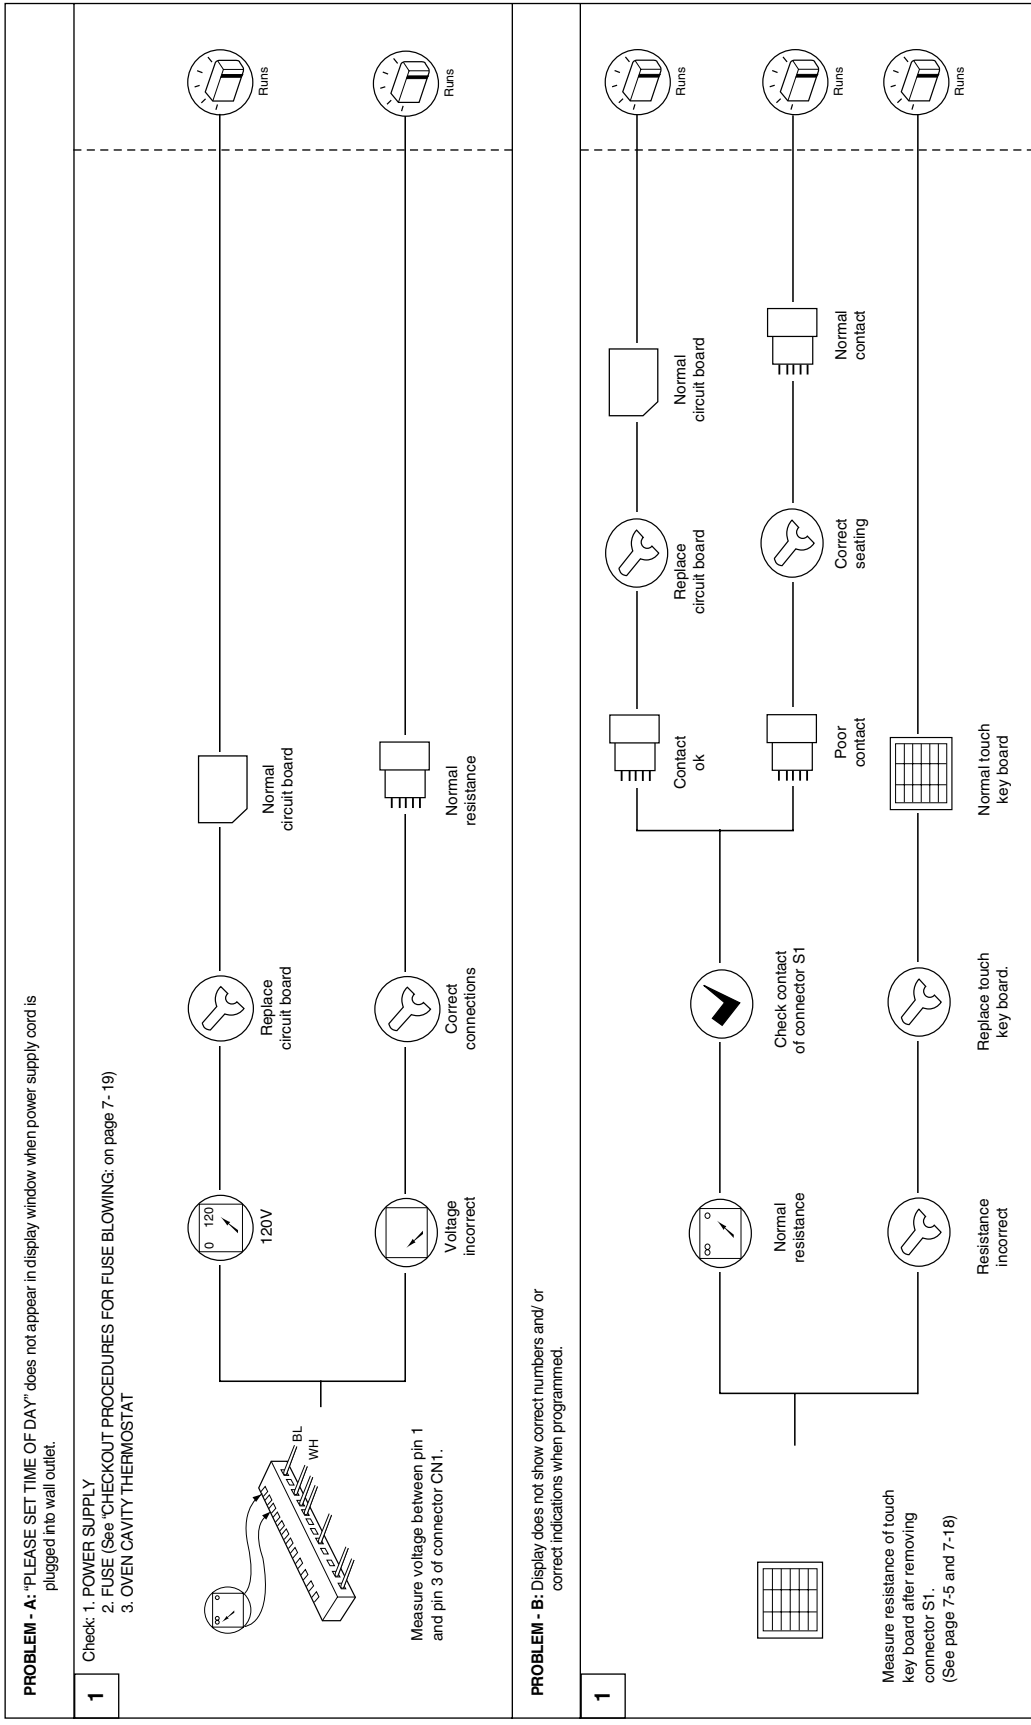 PROBLEM - A: "PLEASE SET TIME OF DAY" does not appear in display window when power supply cord is
plugged into wall outlet.
1
Check: 1. POWER SUPPLY
2. FUSE (See "CHECKOUT PROCEDURES FOR FUSE BLOWING: on page 7-19)
3. OVEN CAVITY THERMOSTAT
BL
WH
Measure voltage between pin 1
and pin 3 of connector CN1.
0 120
120V
Replace
circuit board
Normal
circuit board
Runs
Voltage
incorrect
Correct
connections
Normal
resistance
Runs
PROBLEM - B: Display does not show correct numbers and/ or
correct indications when programmed.
1
Measure resistance of touch
key board after removing
connector S1.
(See page 7-5 and 7-18)
∞ 0
Normal
resistance
Check contact
of connector S1
Contact
ok
Replace
circuit board
Normal
circuit board
Runs
Poor
contact
Correct
seating
Normal
contact
Runs
Resistance
incorrect
Replace touch
key board.
Normal touch
key board
Runs